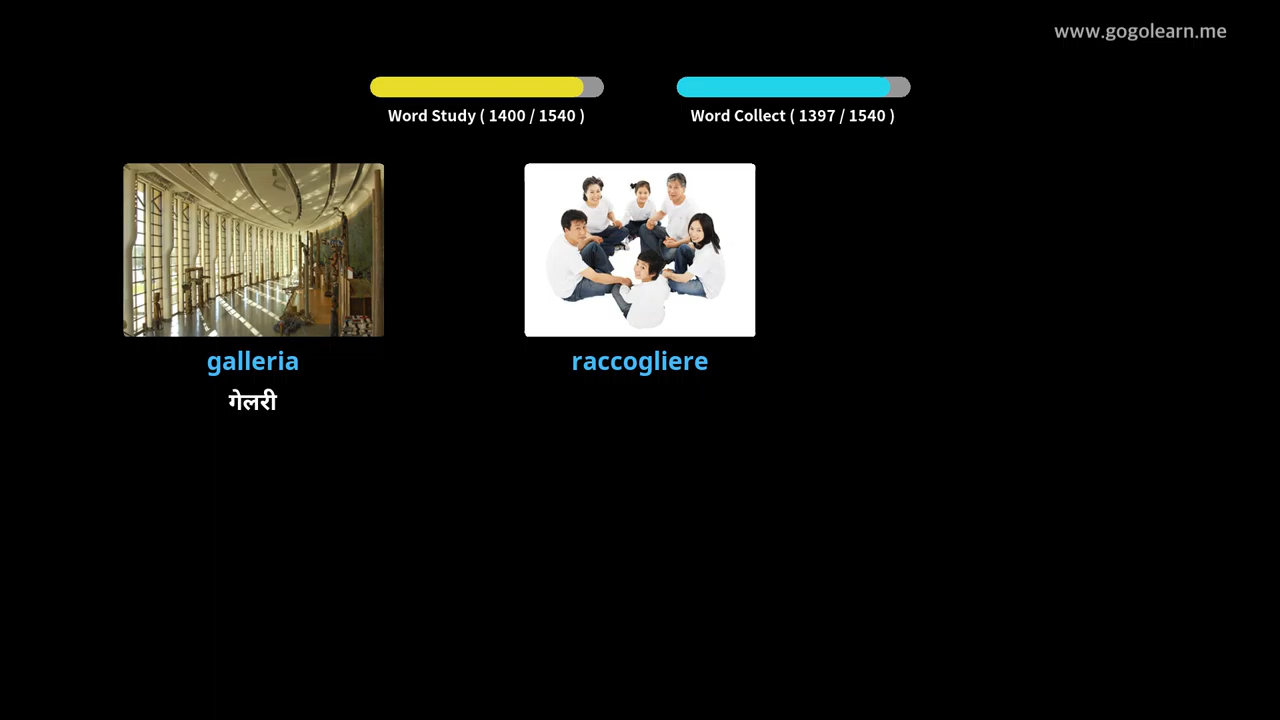 www.gogolearn.me
Word Study ( 1400 / 1540 )
Word Collect ( 1397 / 1540 )
galleria
गेलरी
raccogliere